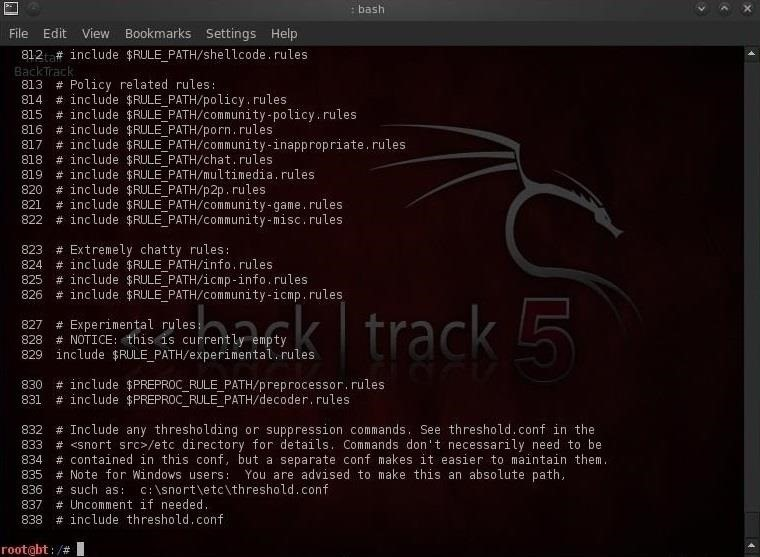 : bash
File Edit View Bookmarks Settings Help
812 # include $RULE_PATH/shellcode.rules
BackTrack
813 # Policy related rules:
814 # include $RULE_PATH/policy.rules
815 # include $RULE_PATH/community-policy.rules
816 # include $RULE_PATH/porn.rules
817 # include $RULE_PATH/community-inappropriate.rules
818 # include $RULE_PATH/chat.rules
819 # include $RULE_PATH/multimedia.rules
820 # include $RULE_PATH/p2p.rules
821 # include $RULE_PATH/community-game.rules
822 # include $RULE_PATH/community-misc.rules
823 # Extremely chatty rules:
824 # include $RULE_PATH/info.rules
825 # include $RULE_PATH/icmp-info.rules
826 # include $RULE_PATH/community-icmp.rules
827 # Experimental rules:
828 # NOTICE: this is currently empty
829 include $RULE_PATH/experimental.rules
<< back | track 5
830 # include $PREPROC_RULE_PATH/preprocessor.rules
831 # include $PREPROC_RULE_PATH/decoder.rules
832 # Include any thresholding or suppression commands. See threshold.conf in the
833 # <snort src>/etc directory for details. Commands don't necessarily need to be
834 # contained in this conf, but a separate conf makes it easier to maintain them.
835 # Note for Windows users: You are advised to make this an absolute path,
836 # such as: c:\snort\etc\threshold.conf
837 # Uncomment if needed.
838 # include threshold.conf
root@bt:/#